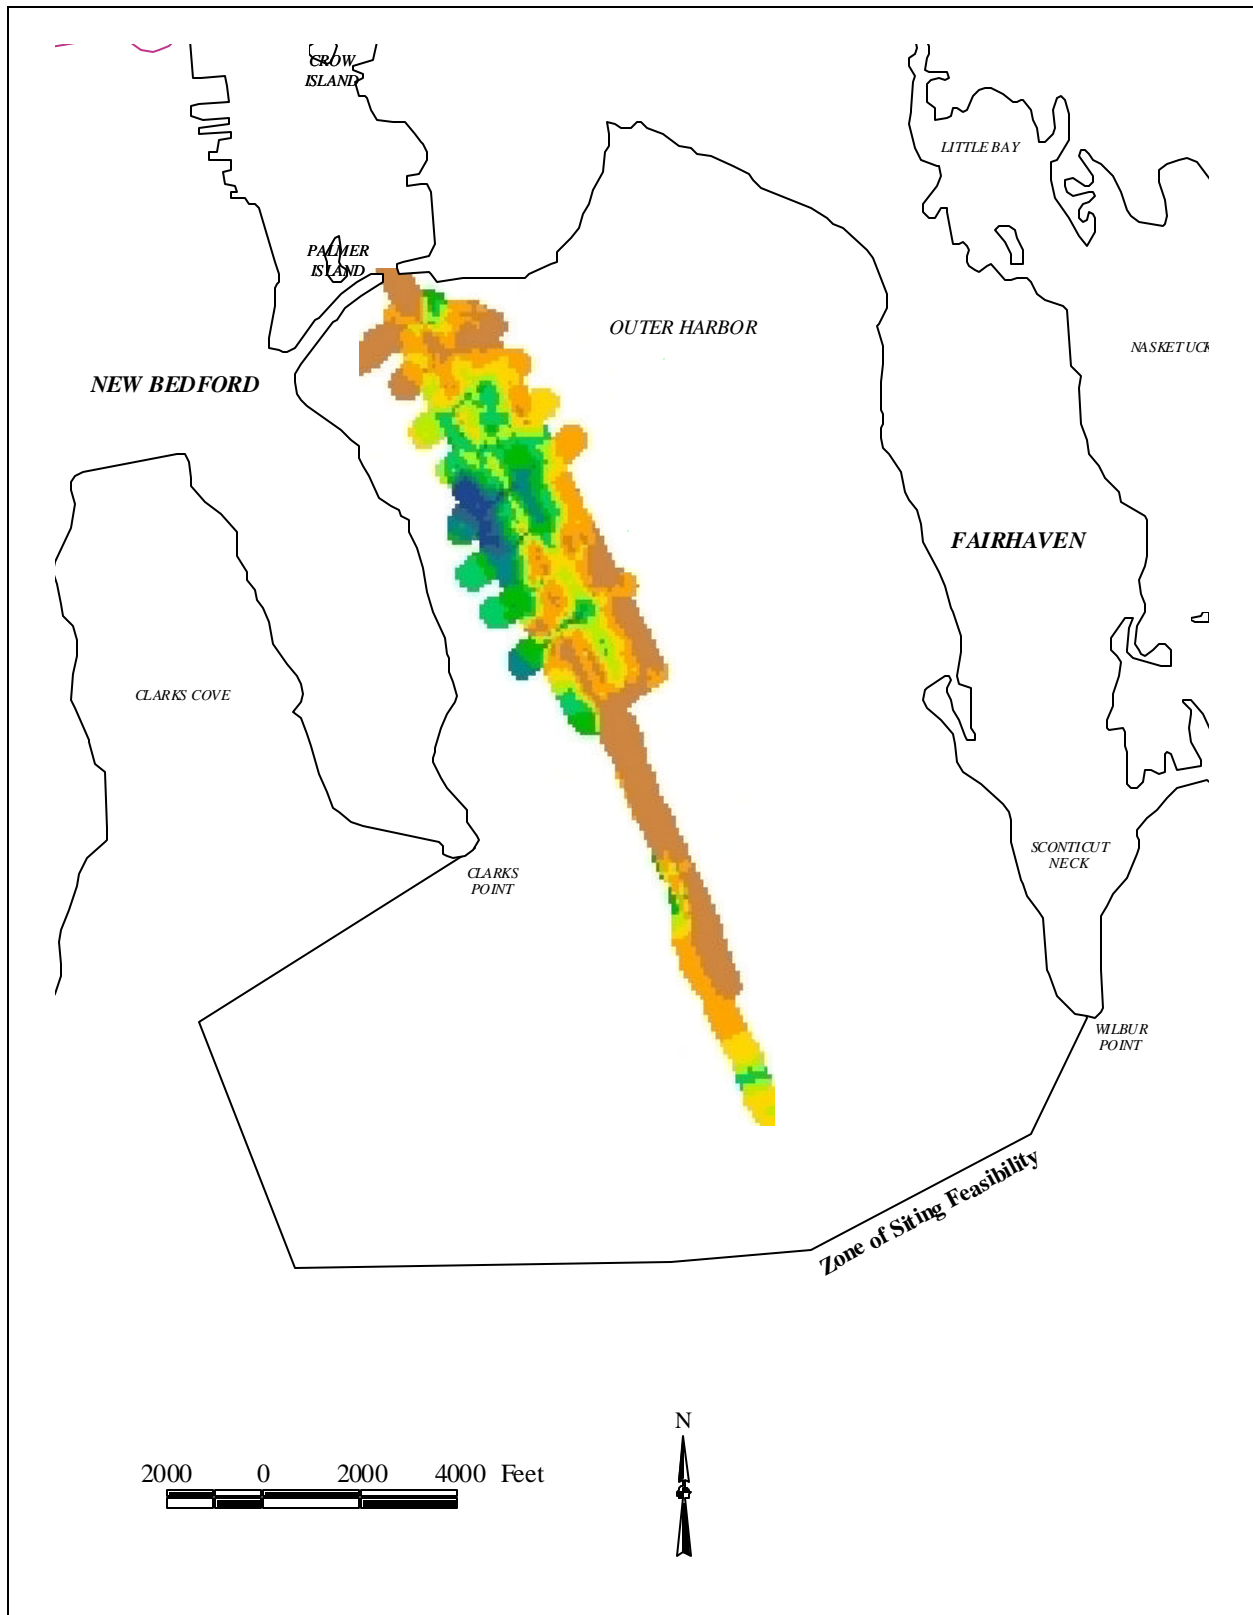 CROW
ISLAND
LITTLE BAY
PALMER
ISLAND
OUTER HARBOR
NASKETUCK
NEW BEDFORD
FAIRHAVEN
CLARKS COVE
SCONTICUT
NECK
CLARKS
POINT
WILBUR
POINT
Zone of Siting Feasibility
N
2000 0 2000 4000 Feet